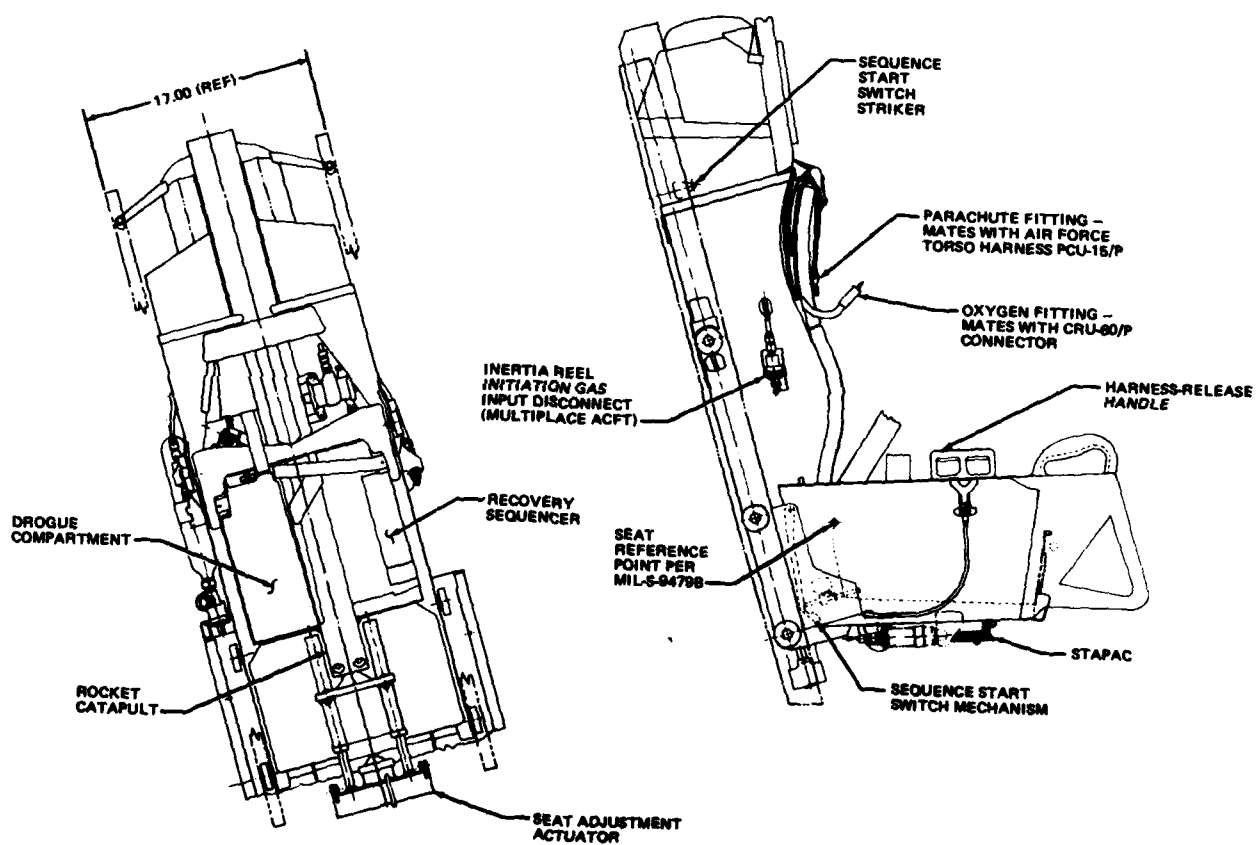 17.00 (REF)
DROGUE
COMPARTMENT
ROCKET
CATAPULT
RECOVERY
SEQUENCER
SEAT ADJUSTMENT
ACTUATOR
SEQUENCE
START
SWITCH
STRIKER
PARACHUTE FITTING –
MATES WITH AIR FORCE
TORSO HARNESS PCU-15/P
OXYGEN FITTING –
MATES WITH CRU-60/P
CONNECTOR
INERTIA REEL
INITIATION GAS
INPUT DISCONNECT
(MULTIPLACE ACFT)
HARNESS-RELEASE
HANDLE
SEAT
REFERENCE
POINT PER
MIL-S-9479B
STAPAC
SEQUENCE START
SWITCH MECHANISM